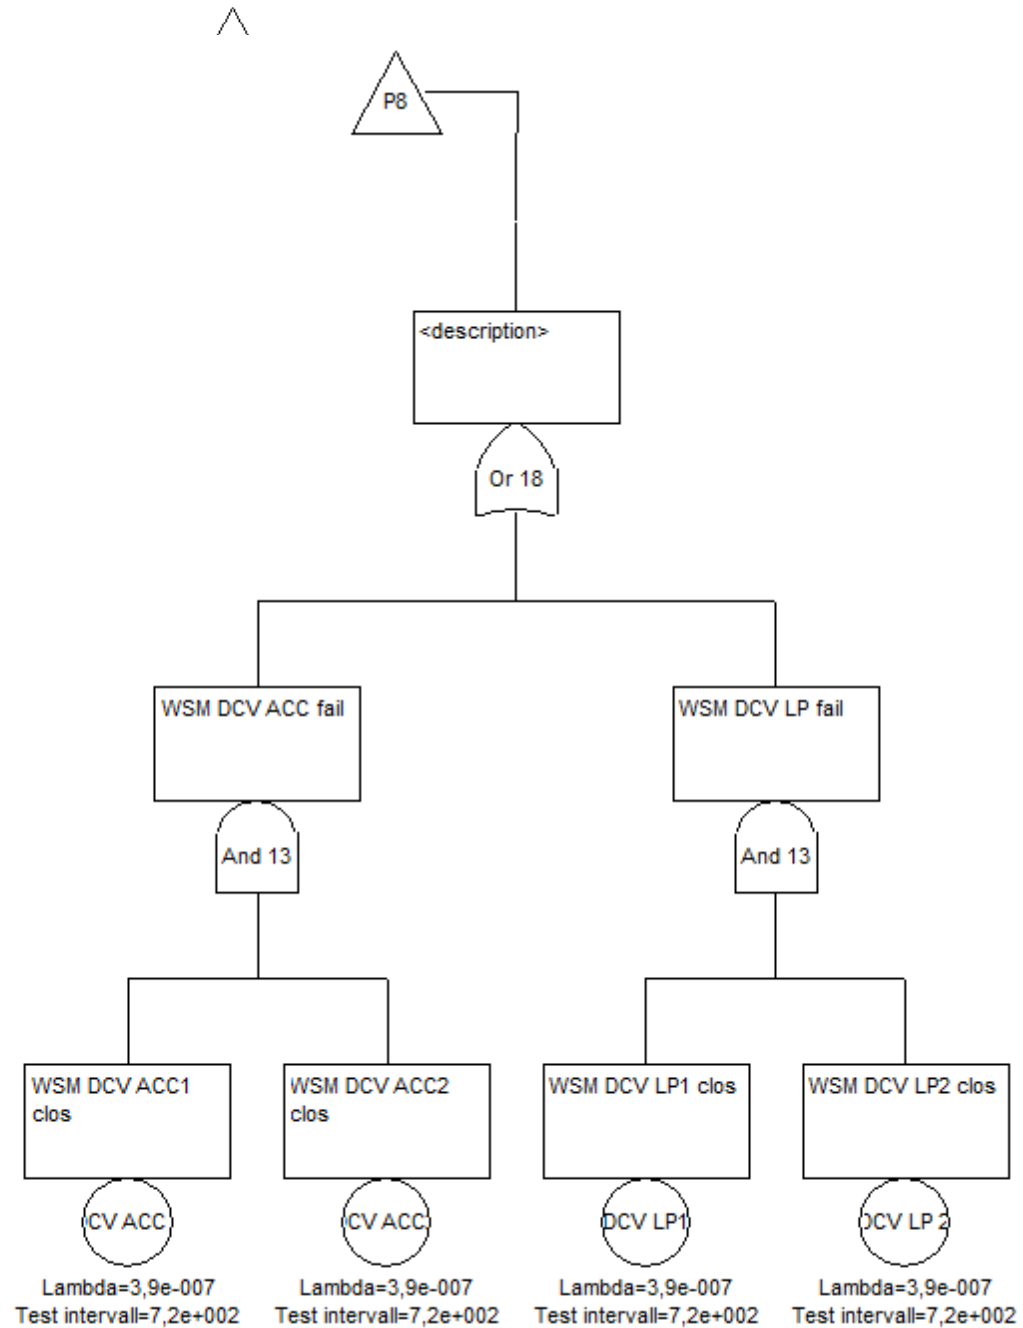 P8
<description>
Or 18
WSM DCV ACC fail
WSM DCV LP fail
And 13
And 13
WSM DCV ACC1
clos
WSM DCV ACC2
clos
WSM DCV LP1 clos
WSM DCV LP2 clos
CV ACC
CV ACC
DCV LP1
DCV LP 2
Lambda=3,9e-007
Test intervall=7,2e+002
Lambda=3,9e-007
Test intervall=7,2e+002
Lambda=3,9e-007
Test intervall=7,2e+002
Lambda=3,9e-007
Test intervall=7,2e+002